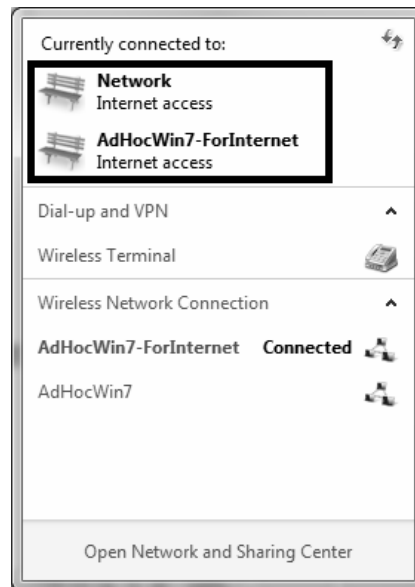 Currently connected to:
Network
Internet access
AdHocWin7-ForInternet
Internet access
Dial-up and VPN
Wireless Terminal
Wireless Network Connection
AdHocWin7-ForInternet Connected
AdHocWin7
Open Network and Sharing Center